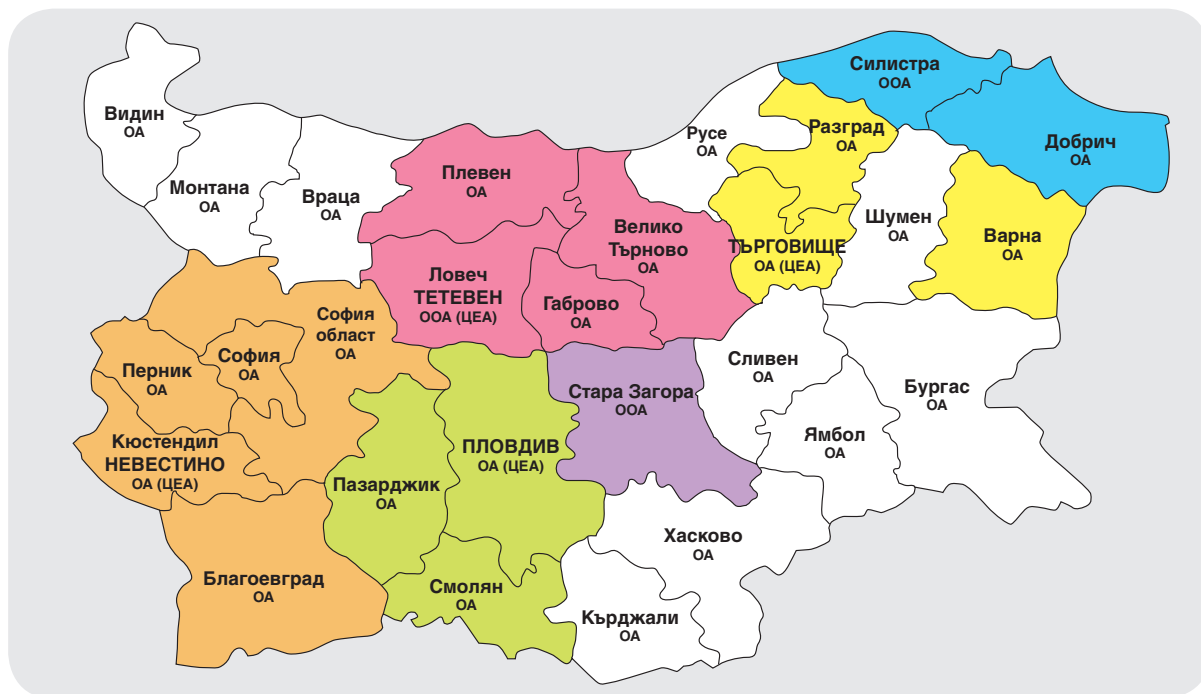 Видин
ОА
Монтана
ОА
Враца
ОА
Плевен
ОА
Ловеч
ТЕТЕВЕН
ООА (ЦЕА)
Габрово
ОА
Велико
Търново
ОА
Русе
ОА
Разград
ОА
Силистра
ООА
Добрич
ОА
ТЪРГОВИЩЕ
ОА (ЦЕА)
Шумен
ОА
Варна
ОА
София
област
ОА
София
ОА
Перник
ОА
Кюстендил
НЕВЕСТИНО
ОА (ЦЕА)
Благоевград
ОА
Пазарджик
ОА
ПЛОВДИВ
ОА (ЦЕА)
Смолян
ОА
Стара Загора
ООА
Сливен
ОА
Ямбол
ОА
Бургас
ОА
Хасково
ОА
Кърджали
ОА